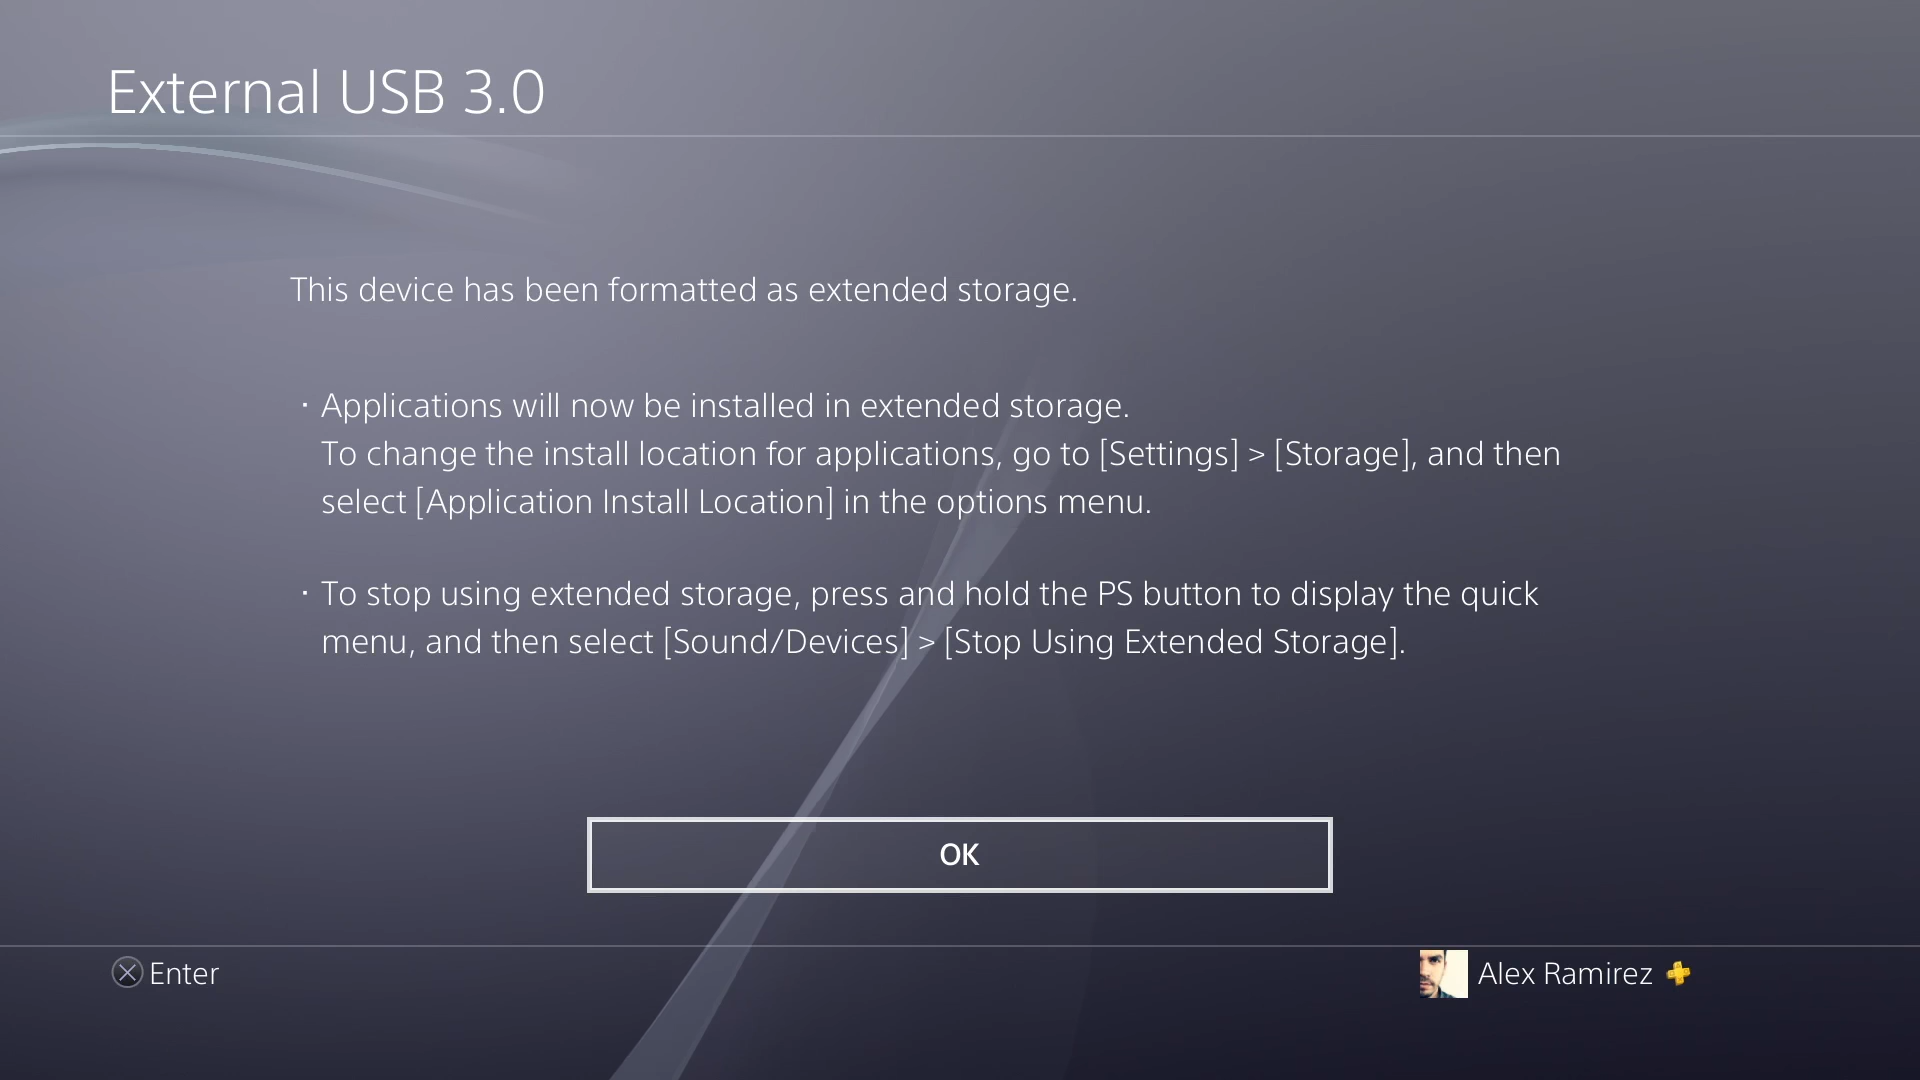 External USB 3.0
This device has been formatted as extended storage.
· Applications will now be installed in extended storage.
To change the install location for applications, go to [Settings] > [Storage], and then
select [Application Install Location] in the options menu.
· To stop using extended storage, press and hold the PS button to display the quick
menu, and then select [Sound/Devices] > [Stop Using Extended Storage].
OK
Enter
Alex Ramirez